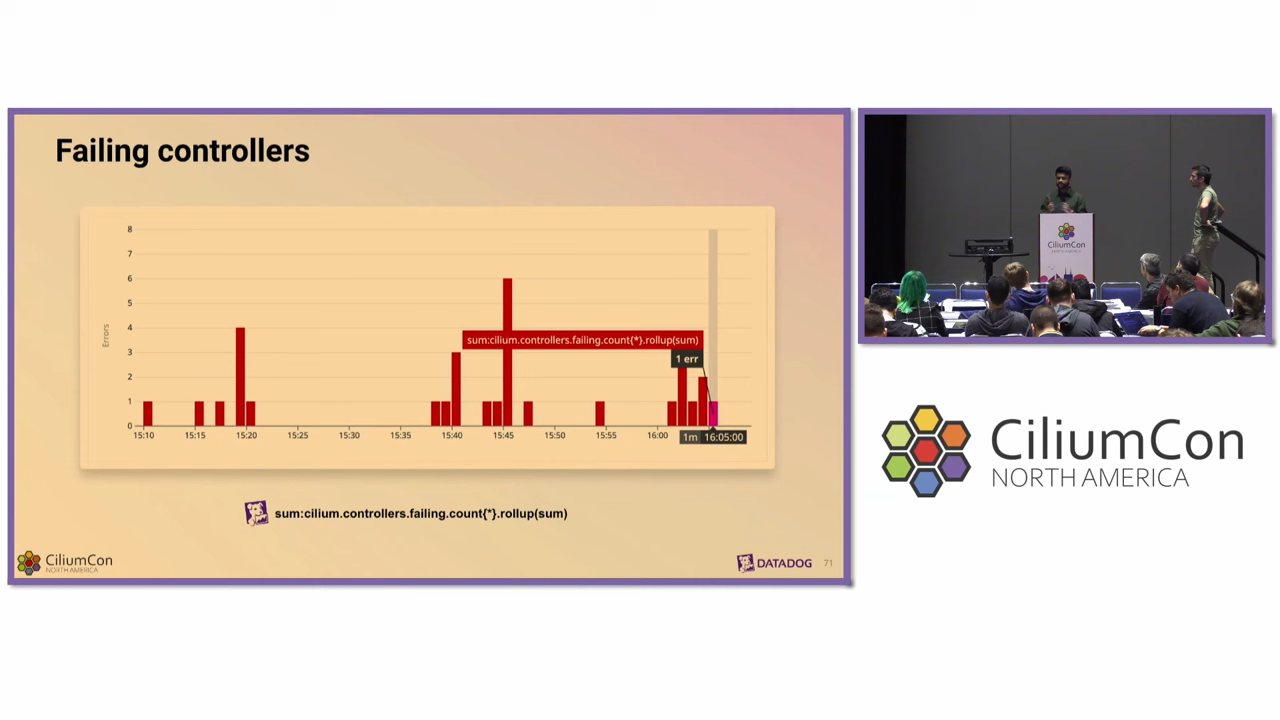 Failing controllers
8
7
6
5
4
3
2
1
0
Errors
sum:cilium.controllers.failing.count{*}.rollup(sum)
1 err
15:10
15:15
15:20
15:25
15:30
15:35
15:40
15:45
15:50
15:55
16:00
1m 16:05:00
sum:cilium.controllers.failing.count{*}.rollup(sum)
CiliumCon
NORTH AMERICA
DATADOG
71
CiliumCon
CiliumCon
NORTH AMERICA